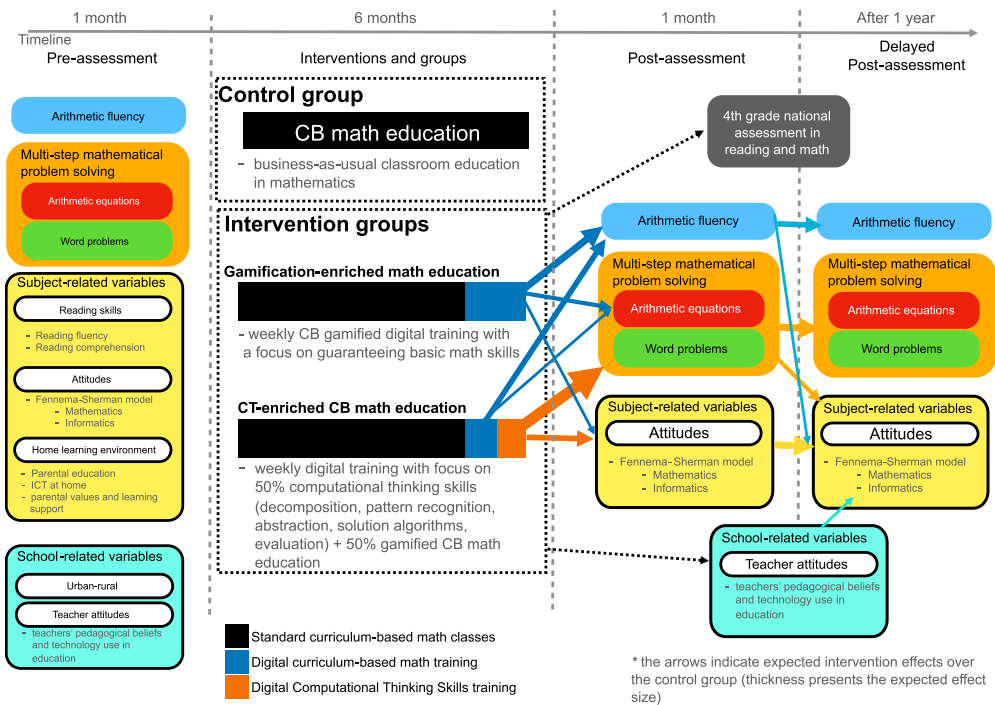 1 month
6 months
1 month
After 1 year
Timeline
Pre-assessment
Interventions and groups
Post-assessment
Delayed
Post-assessment
Arithmetic fluency
Multi-step mathematical
problem solving
Arithmetic equations
Word problems
Subject-related variables
Reading skills
- Reading fluency
- Reading comprehension
Attitudes
- Fennema-Sherman model
- Mathematics
- Informatics
Home learning environment
- Parental education
- ICT at home
- parental values and learning
support
School-related variables
Urban-rural
Teacher attitudes
- teachers' pedagogical beliefs
and technology use in
education
Control group
CB math education
- business-as-usual classroom education
in mathematics
Intervention groups
Gamification-enriched math education
- weekly CB gamified digital training with
a focus on guaranteeing basic math skills
CT-enriched CB math education
- weekly digital training with focus on
50% computational thinking skills
(decomposition, pattern recognition,
abstraction, solution algorithms,
evaluation) + 50% gamified CB math
education
Standard curriculum-based math classes
Digital curriculum-based math training
Digital Computational Thinking Skills training
4th grade national
assessment in
reading and math
Arithmetic fluency
Multi-step mathematical
problem solving
Arithmetic equations
Word problems
Subject-related variables
Attitudes
- Fennema-Sherman model
- Mathematics
- Informatics
School-related variables
Teacher attitudes
- teachers' pedagogical beliefs
and technology use in
education
Arithmetic fluency
Multi-step mathematical
problem solving
Arithmetic equations
Word problems
Subject-related variables
Attitudes
- Fennema-Sherman model
- Mathematics
- Informatics
* the arrows indicate expected intervention effects over
the control group (thickness presents the expected effect
size)